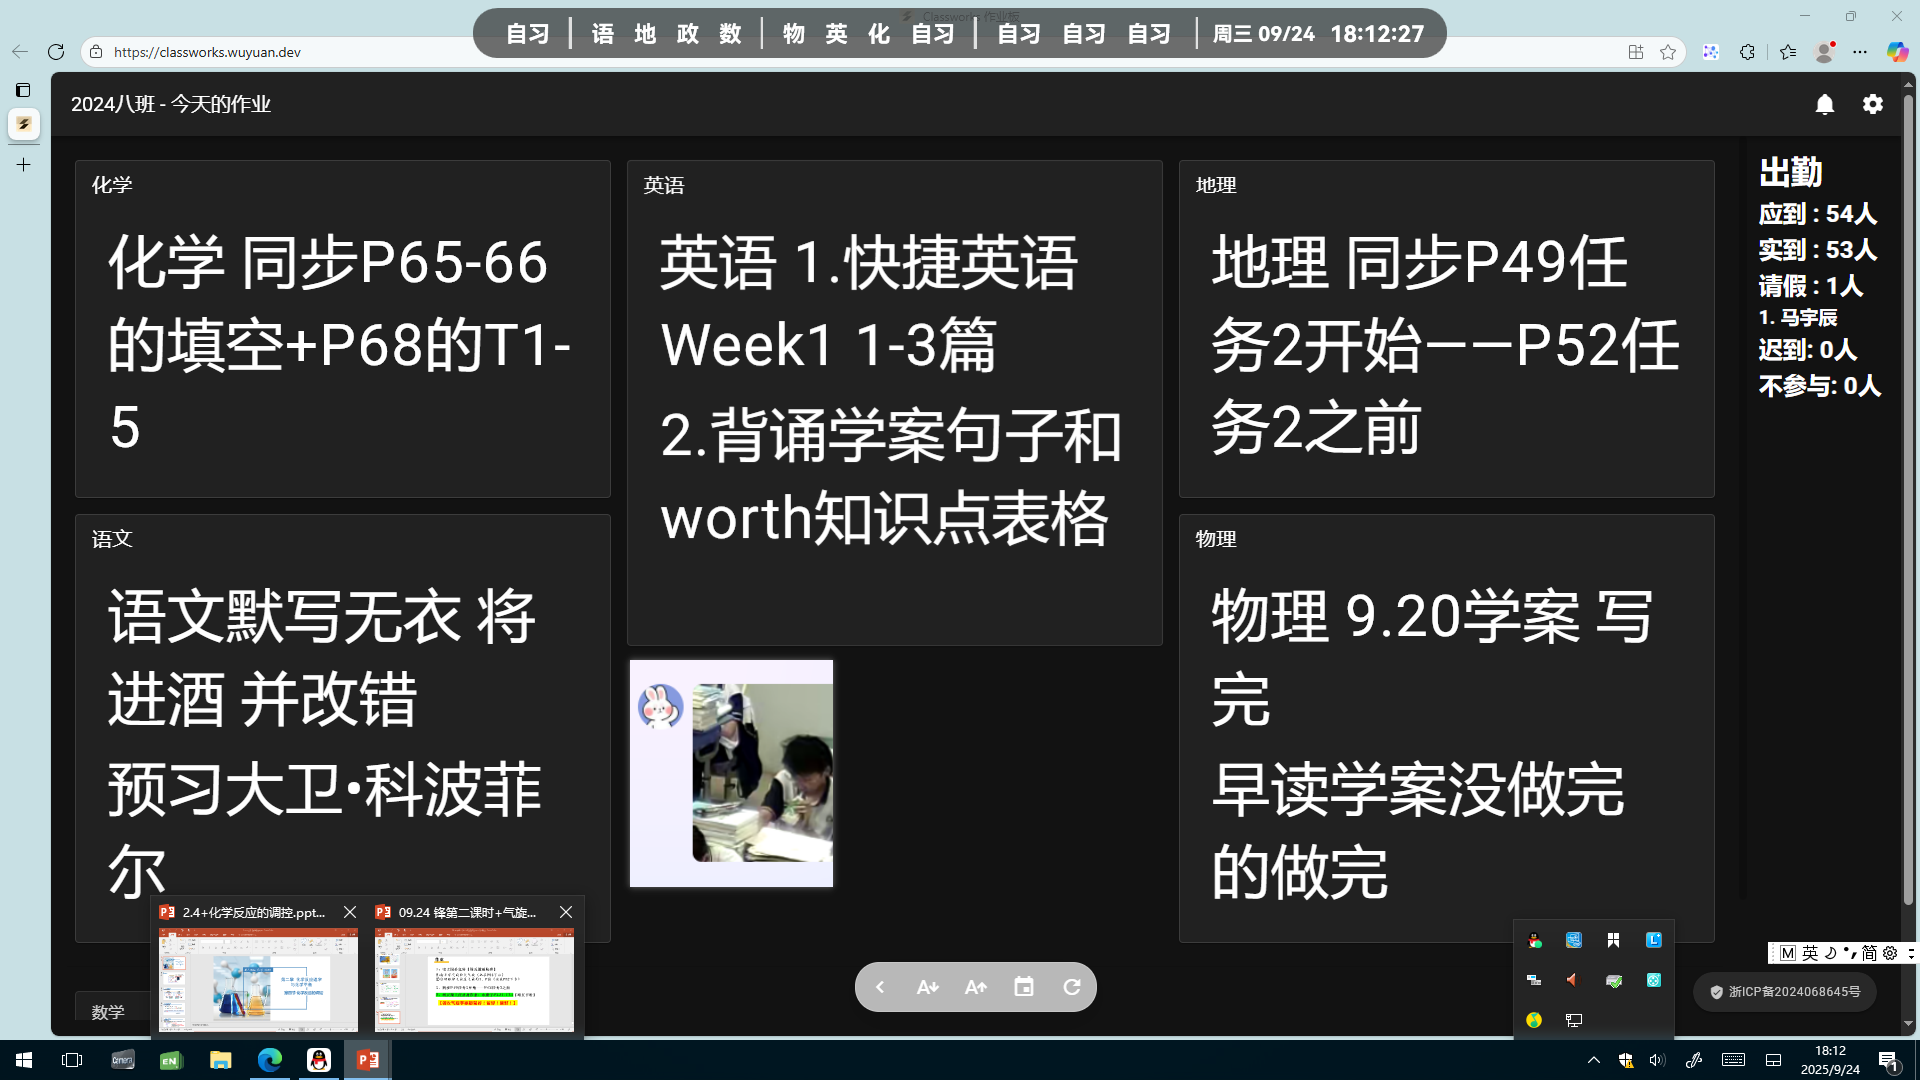 自习 | 语 地 政 数 | 物 英 化 自习 | 自习 自习 自习 | 周三 09/24 18:12:27
https://classworks.wuyuan.dev
2024八班 - 今天的作业
化学
化学 同步P65-66
的填空+P68的T1-
5
英语
英语 1.快捷英语
Week1 1-3篇
2.背诵学案句子和
worth知识点表格
地理
地理 同步P49任
务2开始——P52任
务2之前
出勤
应到 : 54人
实到 : 53人
请假 : 1人
1. 马宇辰
迟到: 0人
不参与: 0人
语文
语文默写无衣 将
进酒 并改错
预习大卫•科波菲
尔
物理
物理 9.20学案 写
完
早读学案没做完
的做完
数学
2.4+化学反应的调控.ppt...
09.24 锋第二课时+气旋...
M 英 简
浙ICP备2024068645号
EN
18:12
2025/9/24
1